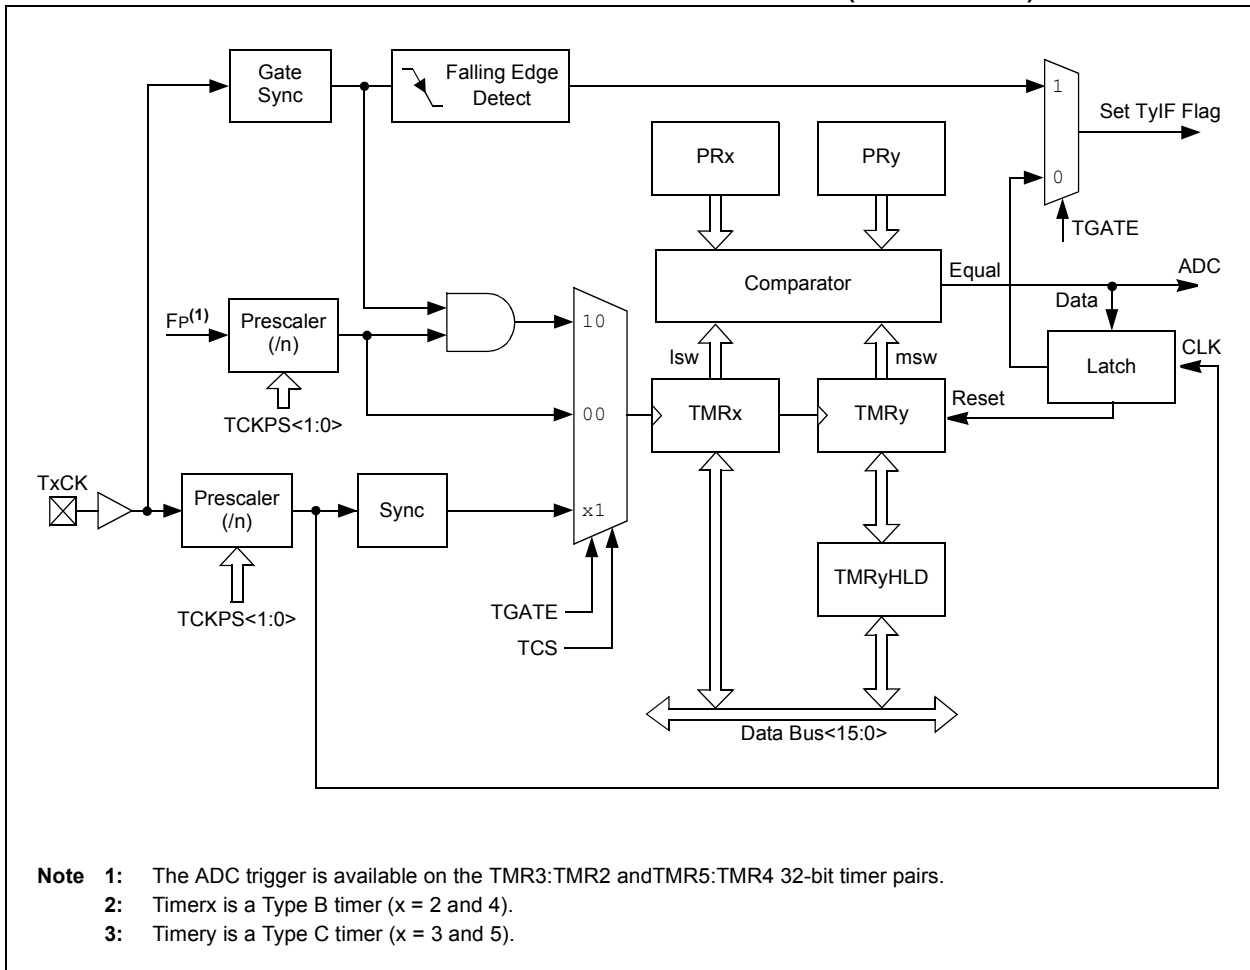 Gate
Sync
Falling Edge
Detect
1
Set TyIF Flag
PRx
PRy
0
TGATE
Comparator
Equal
ADC
Data
FP(1)
Prescaler
(/n)
10
lsw
msw
Latch
CLK
TCKPS<1:0>
00
TMRx
TMRy
Reset
TxCK
Prescaler
(/n)
Sync
x1
TMRyHLD
TCKPS<1:0>
TGATE
TCS
Data Bus<15:0>
Note 1: The ADC trigger is available on the TMR3:TMR2 andTMR5:TMR4 32-bit timer pairs.
2: Timerx is a Type B timer (x = 2 and 4).
3: Timery is a Type C timer (x = 3 and 5).